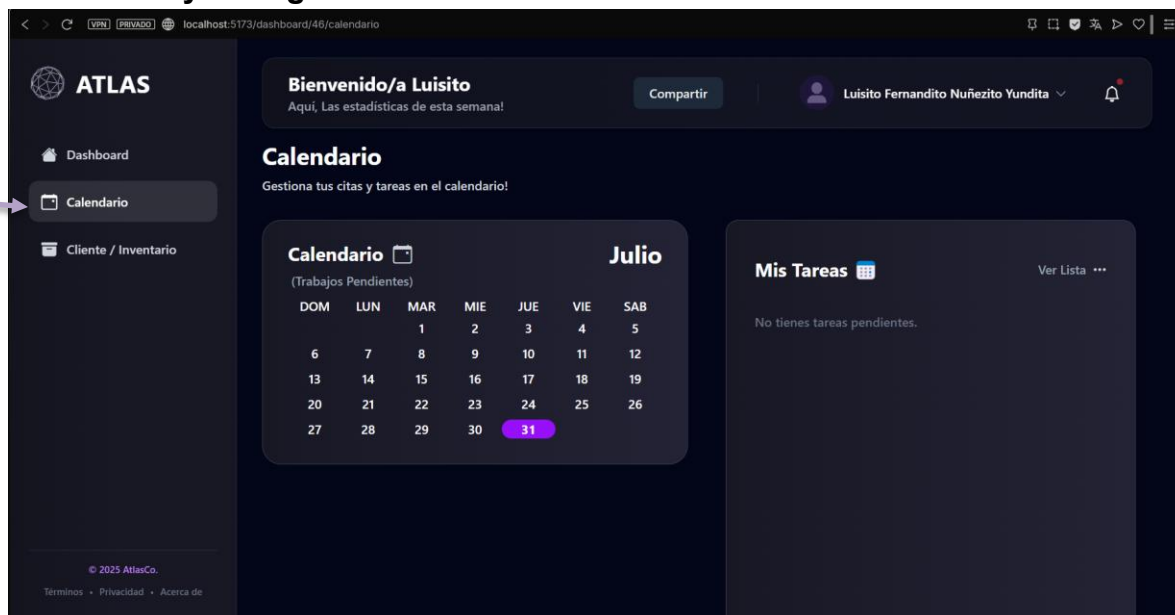 VPN PRIVADO localhost:5173/dashboard/46/calendario
ATLAS
Dashboard
Calendario
Cliente / Inventario
© 2025 AtlasCo.
Términos • Privacidad • Acerca de
Bienvenido/a Luisito
Aquí, Las estadísticas de esta semana!
Compartir
Luisito Fernandito Nuñezito Yundita
Calendario
Gestiona tus citas y tareas en el calendario!
Calendario Julio
(Trabajos Pendientes)
DOM LUN MAR MIE JUE VIE SAB
1 2 3 4 5
6 7 8 9 10 11 12
13 14 15 16 17 18 19
20 21 22 23 24 25 26
27 28 29 30 31
Mis Tareas
Ver Lista •••
No tienes tareas pendientes.